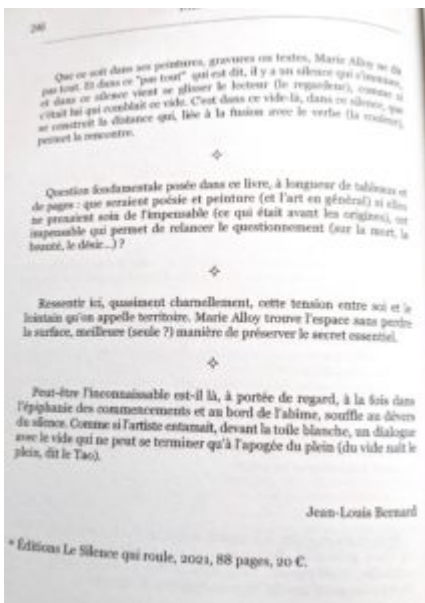 240
Que ce soit dans ses peintures, gravures ou textes, Marie Alloy ne dit
pas tout. Et dans ce "pas tout" qui est dit, il y a un silence qui
et dans ce silence vient se glisser le lecteur (le regardeur), comme si
c'était lui qui comblait ce vide. C'est dans ce vide-là, dans ce silence, que
se construit la distance qui, liée à la fusion avec le verbe (la couleur),
permet la rencontre.
Question fondamentale posée dans ce livre, à longueur de tableaux et
de pages : que seraient poésie et peinture (et l'art en général) si elles
ne prenaient soin de l'impensable (ce qui était avant les origines), cet
impensable qui permet de relancer le questionnement (sur la mort, la
beauté, le désir...) ?
Ressentir ici, quasiment charnellement, cette tension entre soi et le
lointain qu'on appelle territoire. Marie Alloy trouve l'espace sans perdre
la surface, meilleure (seule ?) manière de préserver le secret essentiel.
Peut-être l'inconnaissable est-il là, à portée de regard, à la fois dans
l'épiphanie des commencements et au bord de l'abîme, souffle au dévers
du silence. Comme si l'artiste entamait, devant la toile blanche, un dialogue
avec le vide qui ne peut se terminer qu'à l'apogée du plein (du vide naît le
plein, dit le Tao).
Jean-Louis Bernard
* Éditions Le Silence qui roule, 2021, 88 pages, 20 €.